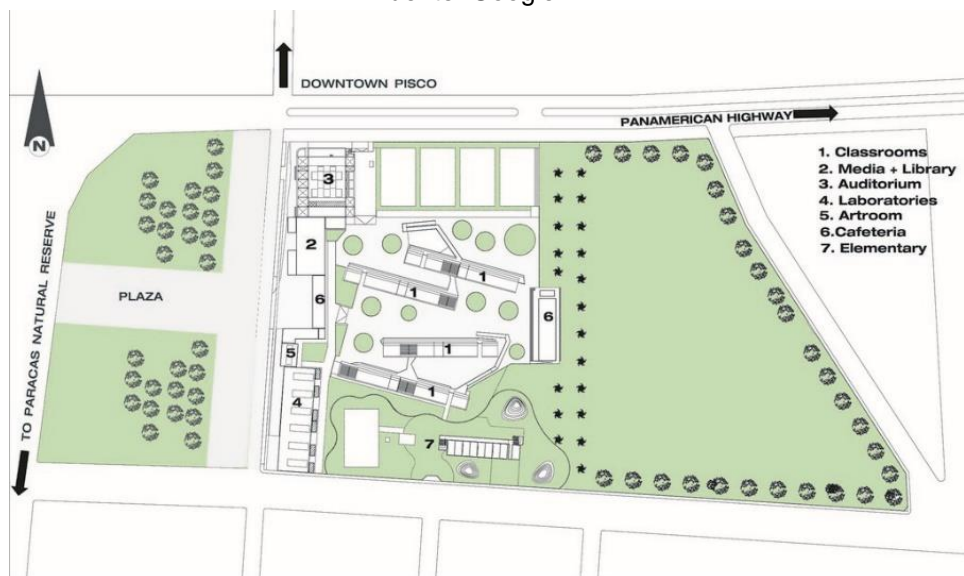 DOWNTOWN PISCO
PANAMERICAN HIGHWAY
N
1. Classrooms
2. Media + Library
3. Auditorium
4. Laboratories
5. Artroom
6.Cafeteria
7. Elementary
TO PARACAS NATURAL RESERVE
PLAZA
3
2
1
1
6
6
1
5
1
4
7